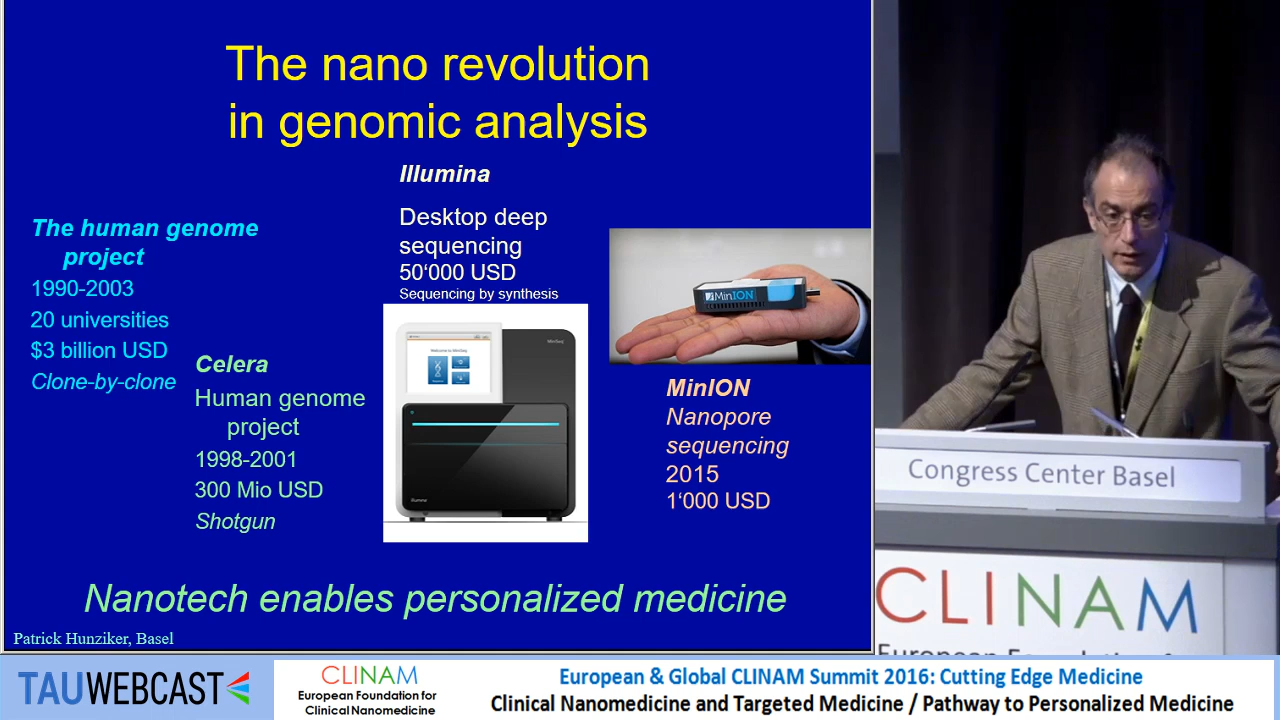 The nano revolution
in genomic analysis
Illumina
Desktop deep
sequencing
50‘000 USD
Sequencing by synthesis
The human genome
project
1990-2003
20 universities
$3 billion USD
Clone-by-clone
Celera
Human genome
project
1998-2001
300 Mio USD
Shotgun
MiniSeq
illumina
MinION
MinION
Nanopore
sequencing
2015
1‘000 USD
Nanotech enables personalized medicine
Patrick Hunziker, Basel
Congress Center Basel
CLINAM
European Foundation f
TAUWEBCAST
CLINAM
European Foundation for
Clinical Nanomedicine
European & Global CLINAM Summit 2016: Cutting Edge Medicine
Clinical Nanomedicine and Targeted Medicine / Pathway to Personalized Medicine